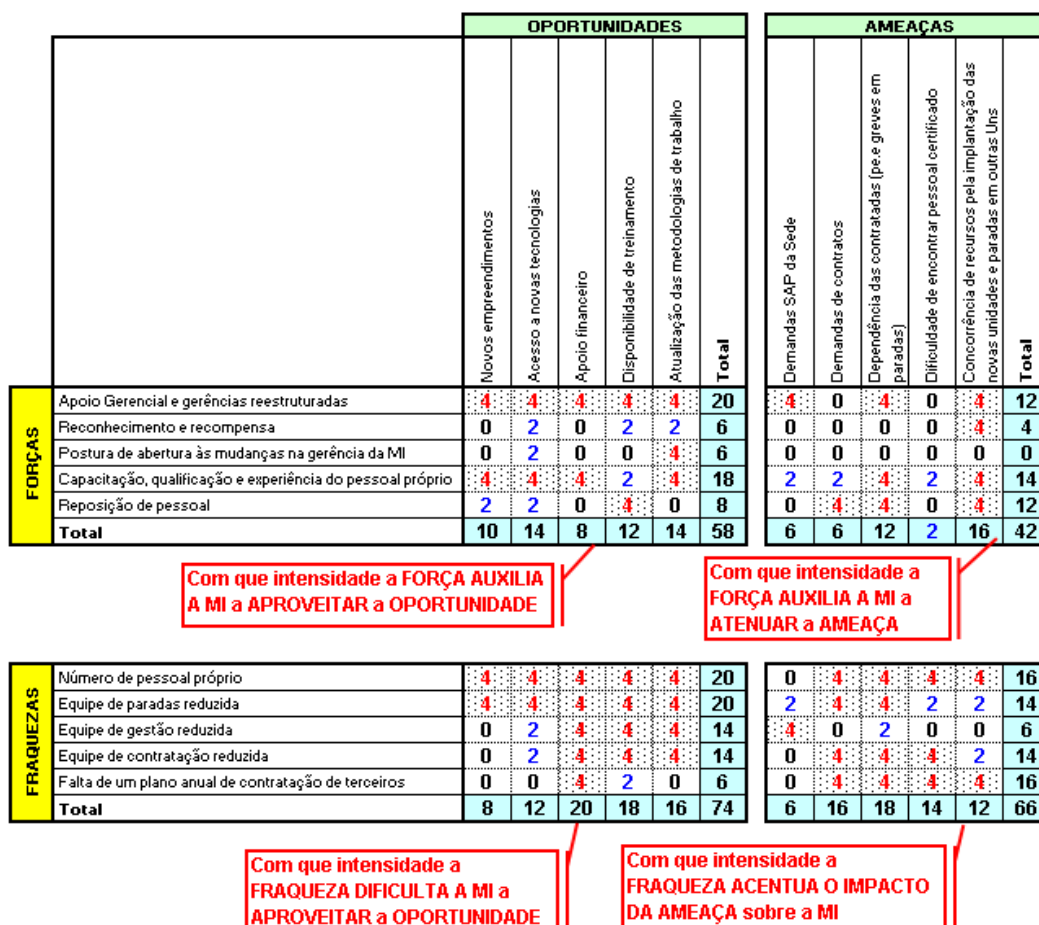 OPORTUNIDADES
AMEAÇAS
Novos empreendimentos
Acesso a novas tecnologias
Apoio financeiro
Disponibilidade de treinamento
Atualização das metodologias de trabalho
Total
Demandas SAP da Sede
Demandas de contratos
Dependência das contratadas (pe.e greves em
paradas)
Dificuldade de encontrar pessoal certificado
Concorrência de recursos pela implantação das
novas unidades e paradas em outras Uns
Total
FORÇAS
Apoio Gerencial e gerências reestruturadas 4 4 4 4 4 20 4 0 4 0 4 12
Reconhecimento e recompensa 0 2 0 2 2 6 0 0 0 0 4 4
Postura de abertura às mudanças na gerência da MI 0 2 0 0 4 6 0 0 0 0 0 0
Capacitação, qualificação e experiência do pessoal próprio 4 4 4 2 4 18 2 2 4 2 4 14
Reposição de pessoal 2 2 0 4 0 8 0 4 4 0 4 12
Total 10 14 8 12 14 58 6 6 12 2 16 42
Com que intensidade a FORÇA AUXILIA
A MI a APROVEITAR a OPORTUNIDADE
Com que intensidade a
FORÇA AUXILIA A MI a
ATENUAR a AMEAÇA
FRAQUEZAS
Número de pessoal próprio 4 4 4 4 4 20 0 4 4 4 4 16
Equipe de paradas reduzida 4 4 4 4 4 20 2 4 4 2 2 14
Equipe de gestão reduzida 0 2 4 4 4 14 4 0 2 0 0 6
Equipe de contratação reduzida 0 2 4 4 4 14 0 4 4 4 2 14
Falta de um plano anual de contratação de terceiros 0 0 4 2 0 6 0 4 4 4 4 16
Total 8 12 20 18 16 74 6 16 18 14 12 66
Com que intensidade a
FRAQUEZA DIFICULTA A MI a
APROVEITAR a OPORTUNIDADE
Com que intensidade a
FRAQUEZA ACENTUA O IMPACTO
DA AMEAÇA sobre a MI